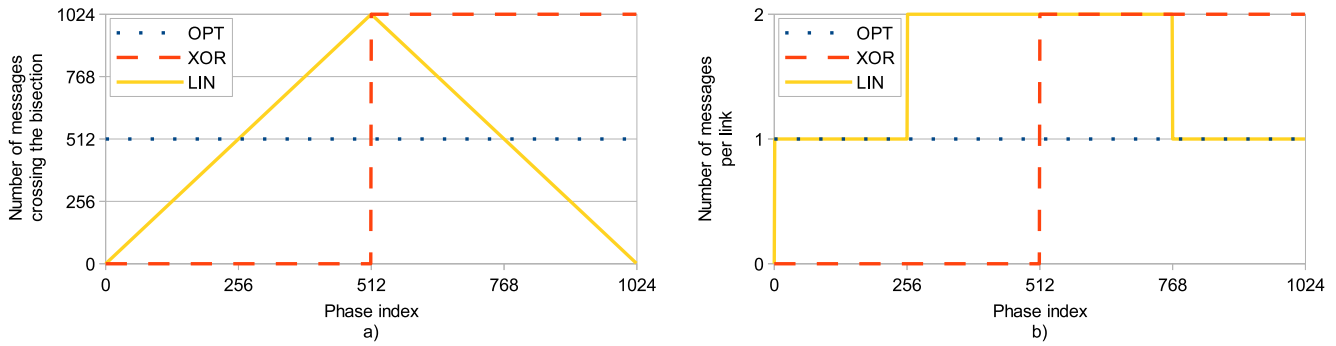 Number of messages
crossing the bisection
1024
768
512
256
0
OPT
XOR
LIN
0
256
512
768
1024
Phase index
a)
Number of messages
per link
2
1
0
OPT
XOR
LIN
0
256
512
768
1024
Phase index
b)